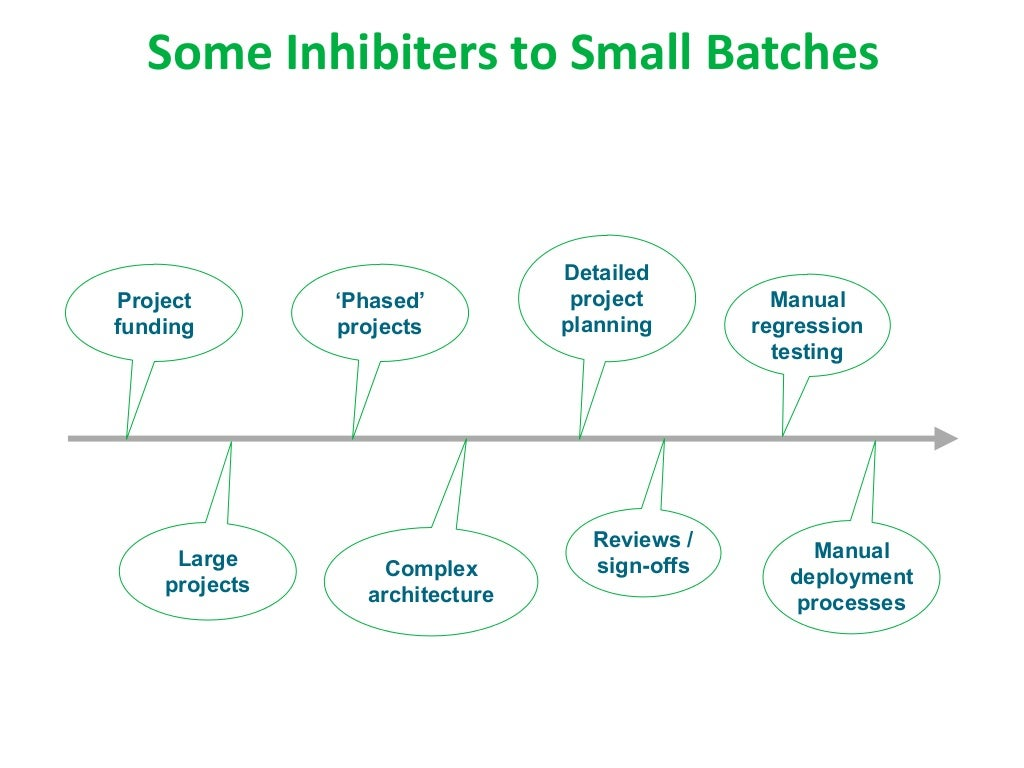 Some Inhibiters to Small Batches
Project
funding
‘Phased’
projects
Detailed
project
planning
Manual
regression
testing
Large
projects
Complex
architecture
Reviews /
sign-offs
Manual
deployment
processes